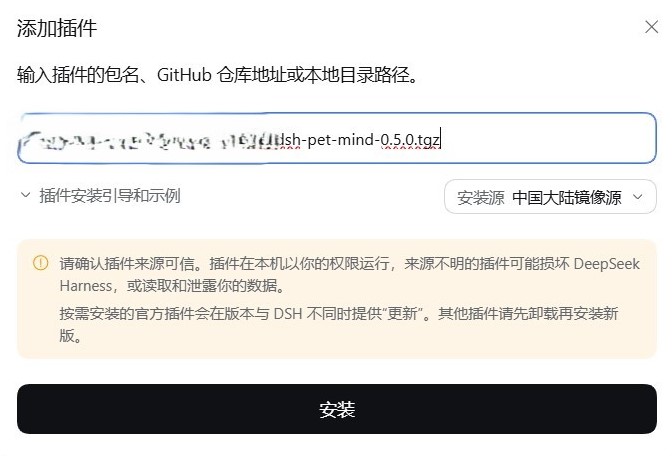 添加插件
输入插件的包名、GitHub 仓库地址或本地目录路径。
dsh-pet-mind-0.5.0.tgz
插件安装引导和示例
安装源 中国大陆镜像源
请确认插件来源可信。插件在本机以你的权限运行，来源不明的插件可能损坏 DeepSeek
Harness，或读取和泄露你的数据。
按需安装的官方插件会在版本与 DSH 不同时提供“更新”。其他插件请先卸载再安装新
版。
安装